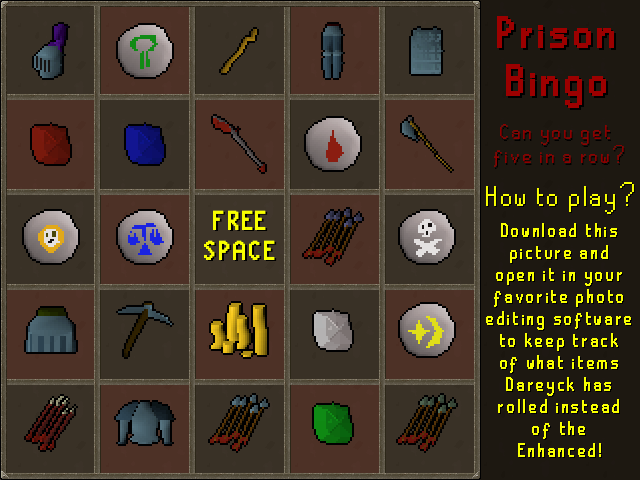 Prison
Bingo
Can you get
five in a row?
How to play?
Download this
picture and
open it in your
favorite photo
editing software
to keep track
of what items
Dareyck has
rolled instead
of the
Enhanced!
FREE
SPACE